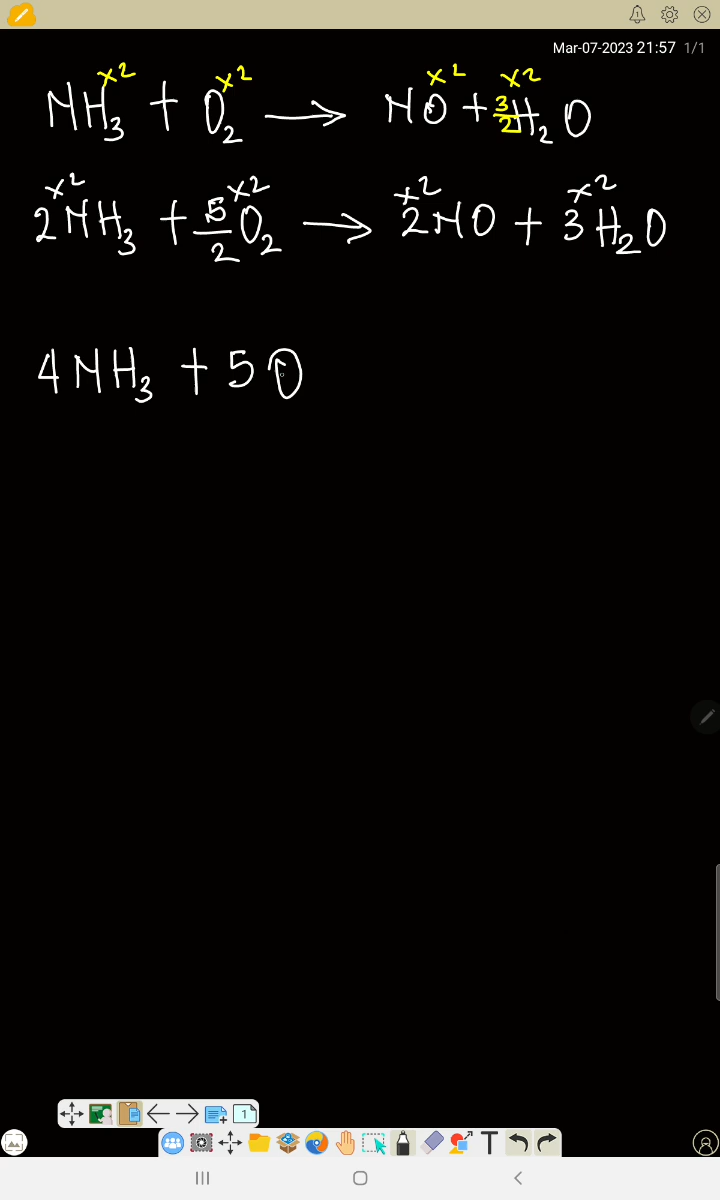 Mar-07-2023 21:57 1/1
x2 x2 x2 x2
NH₃ + O₂ → NO + 3/2 H₂O
x2 x2 x2 x2
2NH₃ + 5/2 O₂ → 2NO + 3H₂O
4NH₃ + 5O
1
T